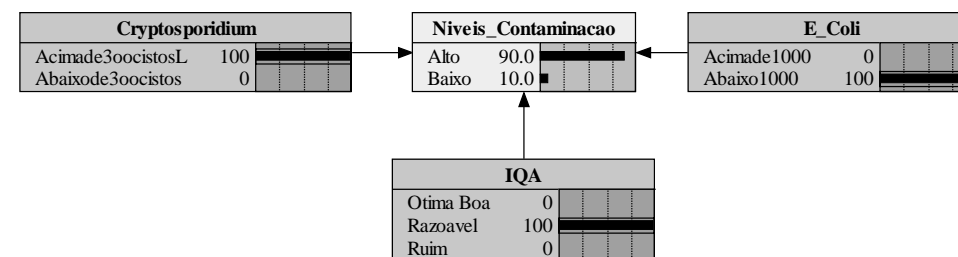 Cryptosporidium
Acimade3oocistosL 100
Abaixode3oocistos 0
Niveis_Contaminacao
Alto 90.0
Baixo 10.0
E_Coli
Acimade1000 0
Abaixo1000 100
IQA
Otima Boa 0
Razoavel 100
Ruim 0